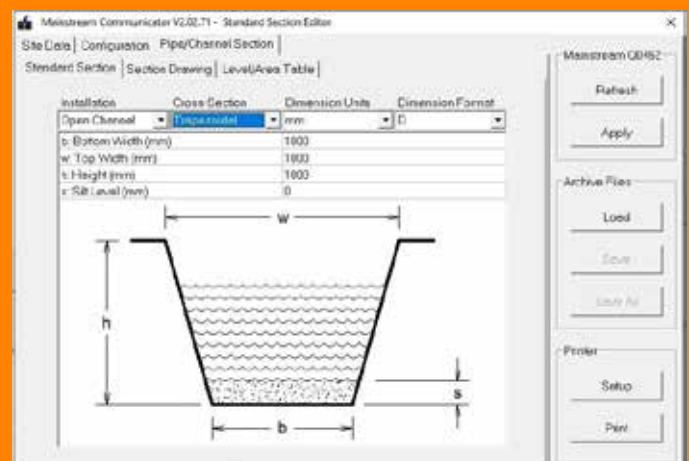 Mainstream Communicator V2.02.71 - Standard Section Editor
Site Data Configuration Pipe/Channel Section
Standard Section Section Drawing Level/Area Table
Installation Cross Section Dimension Units Dimension Format
Open Channel Trapezoidal mm D
b: Bottom Width (mm) 1800
w: Top Width (mm) 1800
h: Height (mm) 1800
s: Silt Level (mm) 0
w
h
s
b
Refresh
Apply
Archive Files
Load
Save
Save As
Printer
Setup
Print